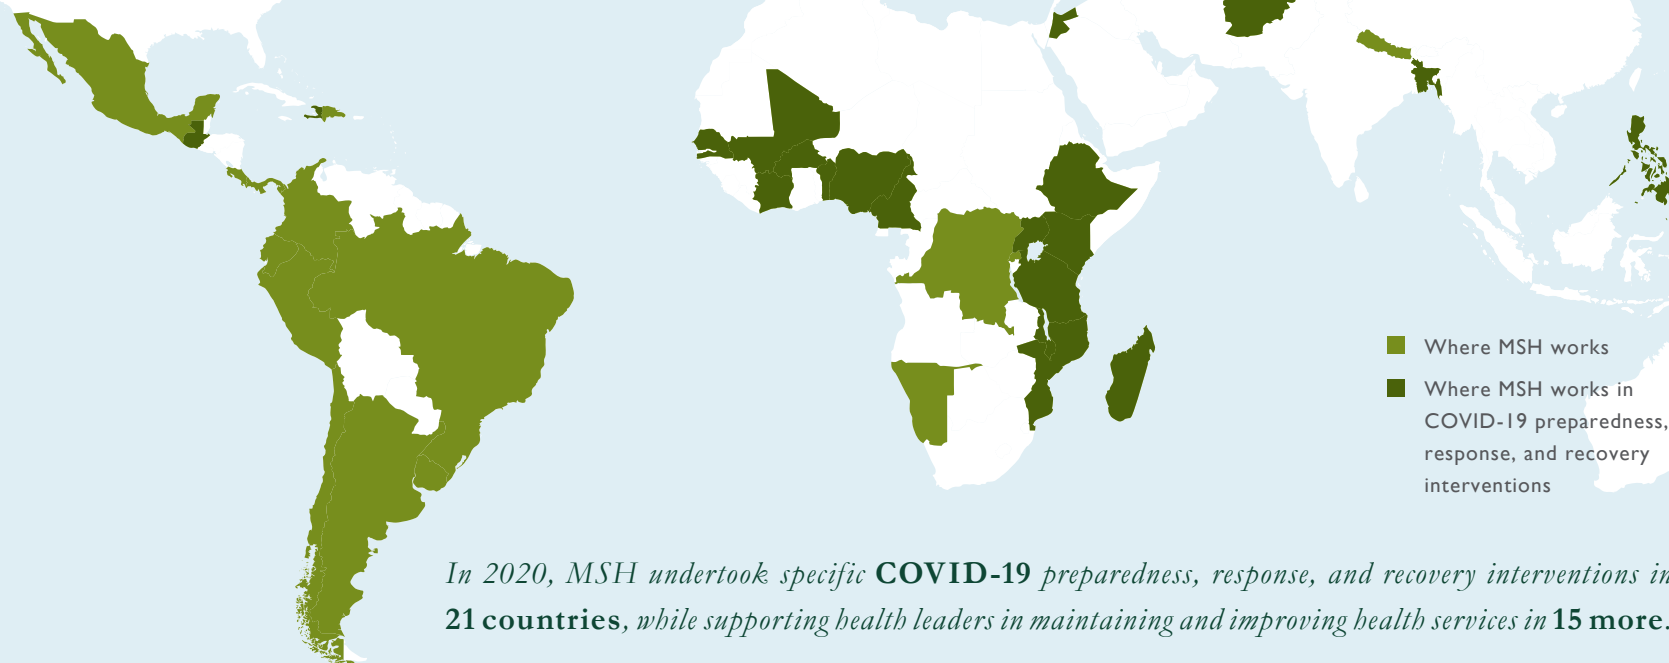 Where MSH works
Where MSH works in
COVID-19 preparedness,
response, and recovery
interventions
In 2020, MSH undertook specific COVID-19 preparedness, response, and recovery interventions in
21 countries, while supporting health leaders in maintaining and improving health services in 15 more.